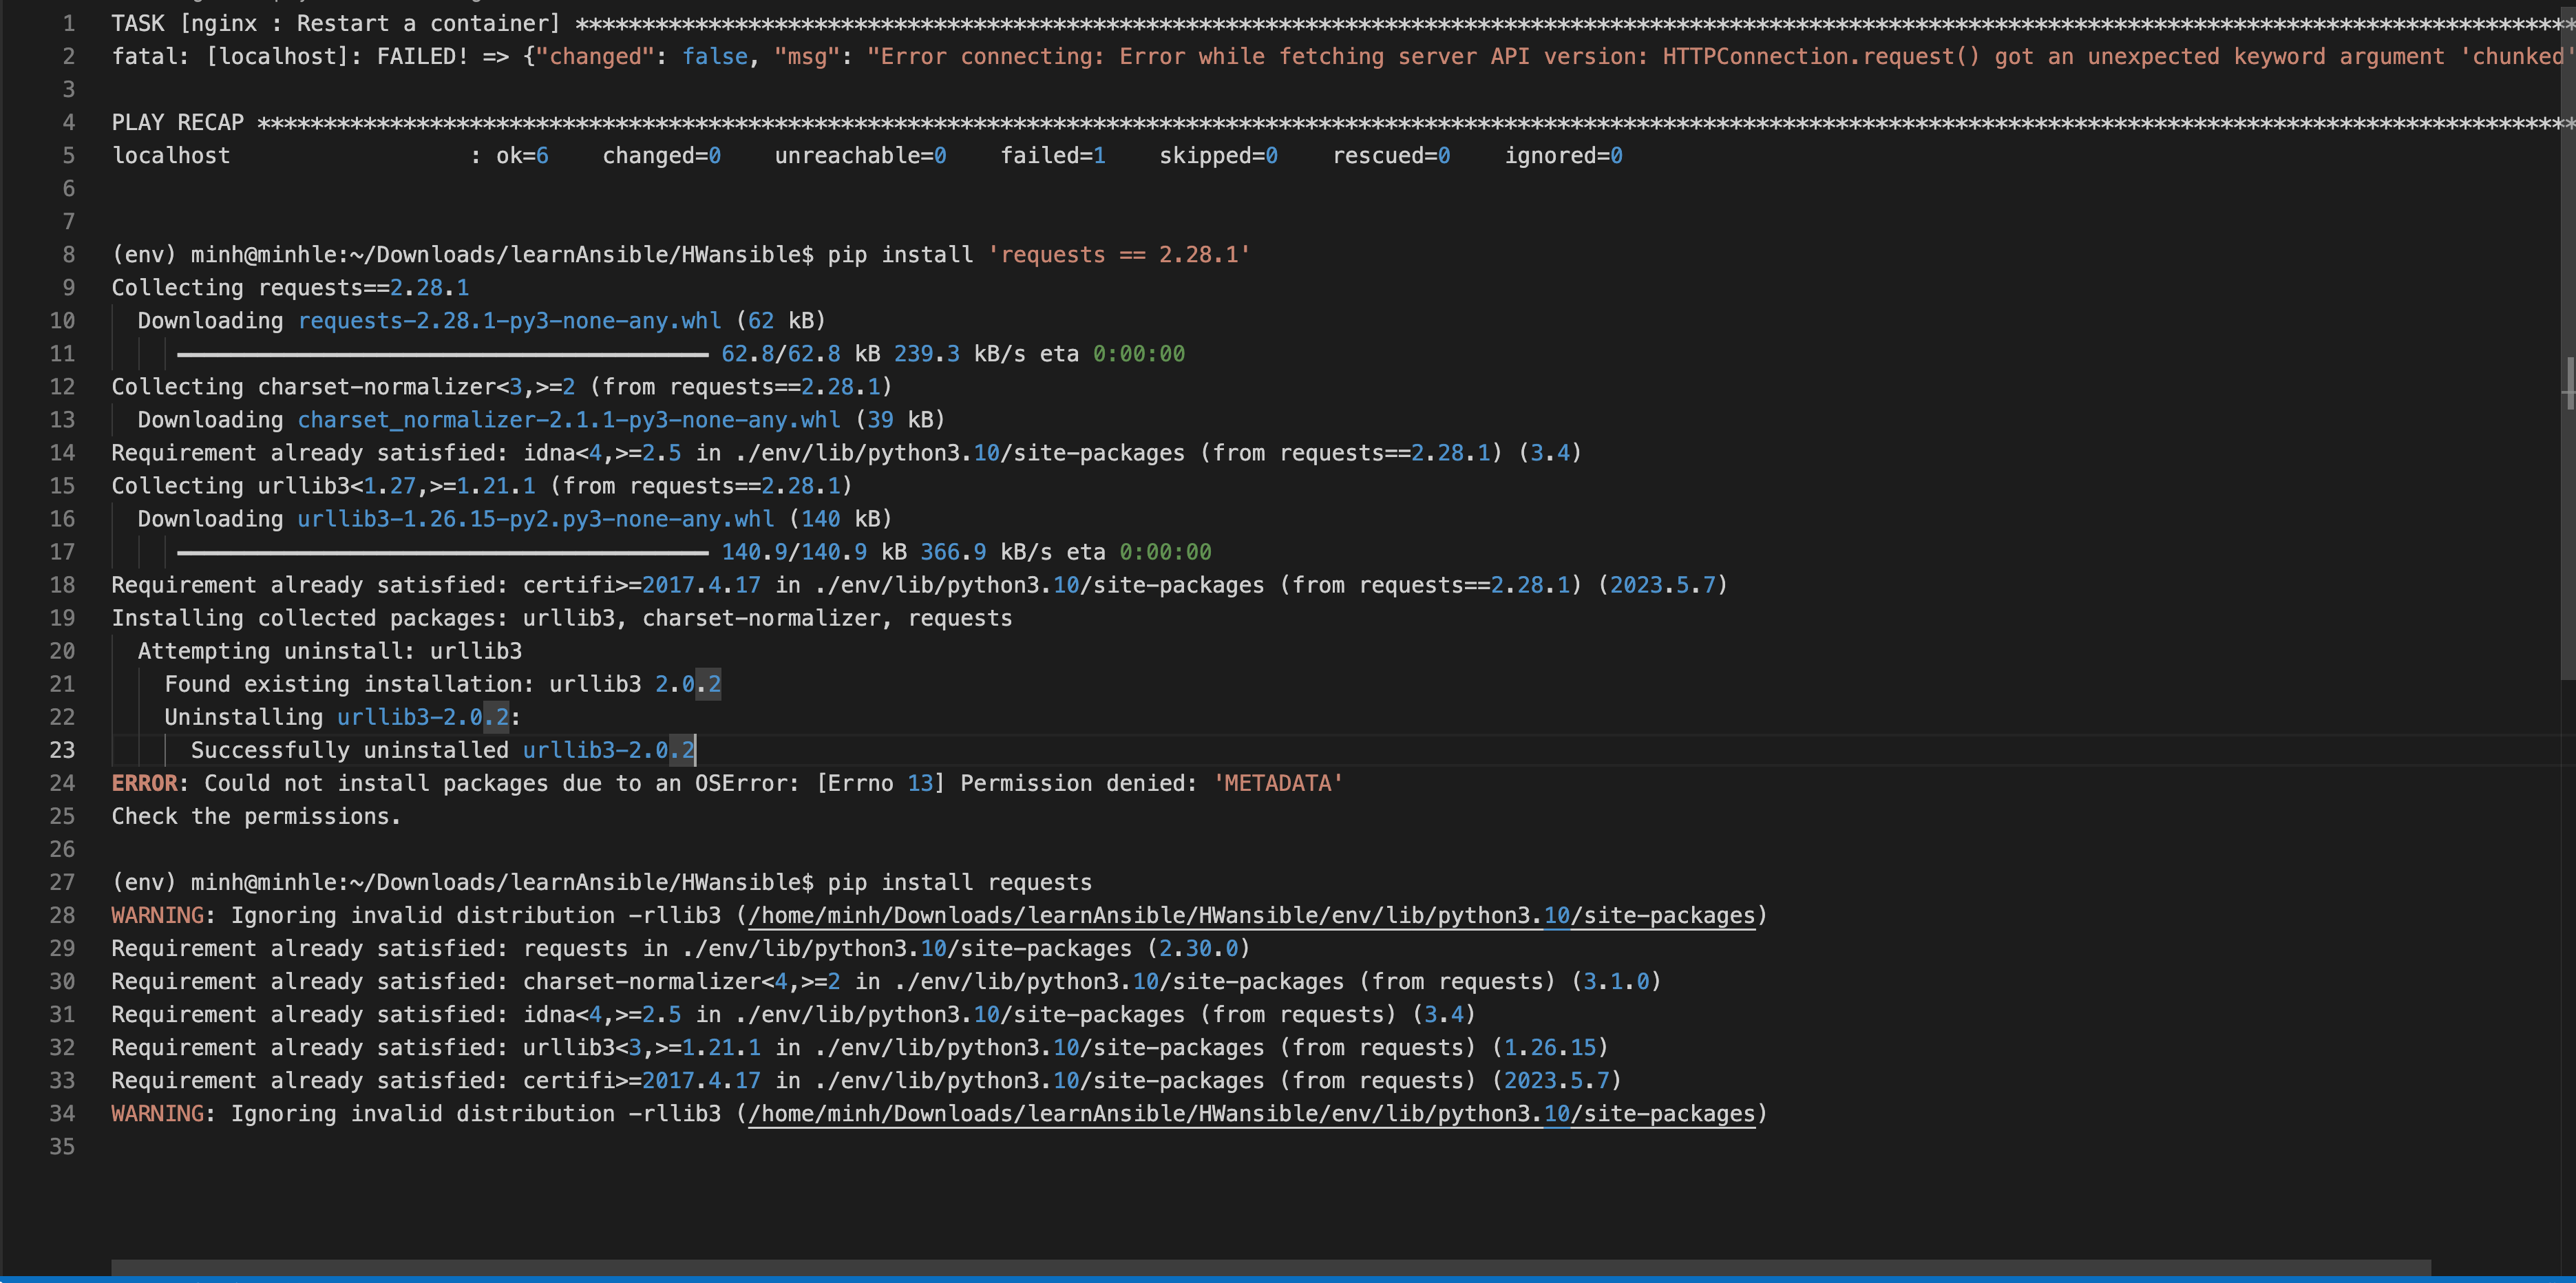 1 TASK [nginx : Restart a container] ************************************************************************************************************************************************
2 fatal: [localhost]: FAILED! => {"changed": false, "msg": "Error connecting: Error while fetching server API version: HTTPConnection.request() got an unexpected keyword argument 'chunked'
3
4 PLAY RECAP ************************************************************************************************************************************************************************
5 localhost                  : ok=6    changed=0    unreachable=0    failed=1    skipped=0    rescued=0    ignored=0
6
7
8 (env) minh@minhle:~/Downloads/learnAnsible/HWansible$ pip install 'requests == 2.28.1'
9 Collecting requests==2.28.1
10   Downloading requests-2.28.1-py3-none-any.whl (62 kB)
11      ━━━━━━━━━━━━━━━━━━━━━━━━━━━━━━━━━━━━━━━━ 62.8/62.8 kB 239.3 kB/s eta 0:00:00
12 Collecting charset-normalizer<3,>=2 (from requests==2.28.1)
13   Downloading charset_normalizer-2.1.1-py3-none-any.whl (39 kB)
14 Requirement already satisfied: idna<4,>=2.5 in ./env/lib/python3.10/site-packages (from requests==2.28.1) (3.4)
15 Collecting urllib3<1.27,>=1.21.1 (from requests==2.28.1)
16   Downloading urllib3-1.26.15-py2.py3-none-any.whl (140 kB)
17      ━━━━━━━━━━━━━━━━━━━━━━━━━━━━━━━━━━━━━━━━ 140.9/140.9 kB 366.9 kB/s eta 0:00:00
18 Requirement already satisfied: certifi>=2017.4.17 in ./env/lib/python3.10/site-packages (from requests==2.28.1) (2023.5.7)
19 Installing collected packages: urllib3, charset-normalizer, requests
20   Attempting uninstall: urllib3
21     Found existing installation: urllib3 2.0.2
22     Uninstalling urllib3-2.0.2:
23       Successfully uninstalled urllib3-2.0.2
24 ERROR: Could not install packages due to an OSError: [Errno 13] Permission denied: 'METADATA'
25 Check the permissions.
26
27 (env) minh@minhle:~/Downloads/learnAnsible/HWansible$ pip install requests
28 WARNING: Ignoring invalid distribution -rllib3 (/home/minh/Downloads/learnAnsible/HWansible/env/lib/python3.10/site-packages)
29 Requirement already satisfied: requests in ./env/lib/python3.10/site-packages (2.30.0)
30 Requirement already satisfied: charset-normalizer<4,>=2 in ./env/lib/python3.10/site-packages (from requests) (3.1.0)
31 Requirement already satisfied: idna<4,>=2.5 in ./env/lib/python3.10/site-packages (from requests) (3.4)
32 Requirement already satisfied: urllib3<3,>=1.21.1 in ./env/lib/python3.10/site-packages (from requests) (1.26.15)
33 Requirement already satisfied: certifi>=2017.4.17 in ./env/lib/python3.10/site-packages (from requests) (2023.5.7)
34 WARNING: Ignoring invalid distribution -rllib3 (/home/minh/Downloads/learnAnsible/HWansible/env/lib/python3.10/site-packages)
35